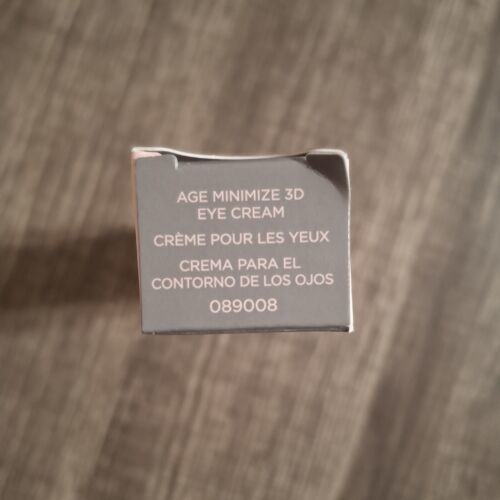 AGE MINIMIZE 3D
EYE CREAM
CRÈME POUR LES YEUX
CREMA PARA EL
CONTORNO DE LOS OJOS
089008